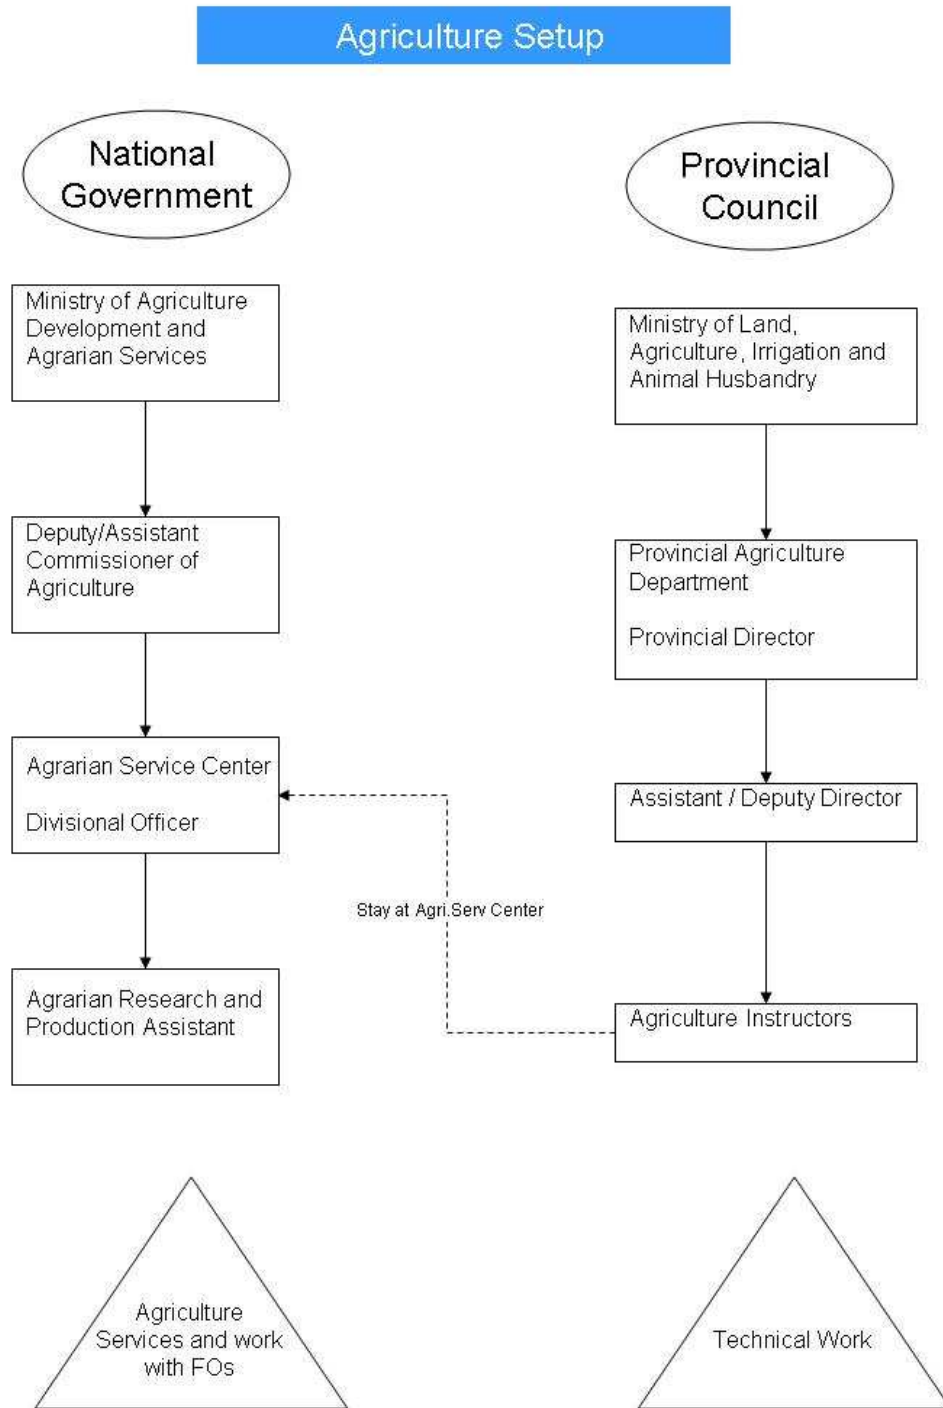 Agriculture Setup
National
Government
Provincial
Council
Ministry of Agriculture
Development and
Agrarian Services
Ministry of Land,
Agriculture, Irrigation and
Animal Husbandry
Deputy/Assistant
Commissioner of
Agriculture
Provincial Agriculture
Department
Provincial Director
Agrarian Service Center
Divisional Officer
Assistant / Deputy Director
Stay at Agri.Serv Center
Agrarian Research and
Production Assistant
Agriculture Instructors
Agriculture
Services and work
with FOs
Technical Work